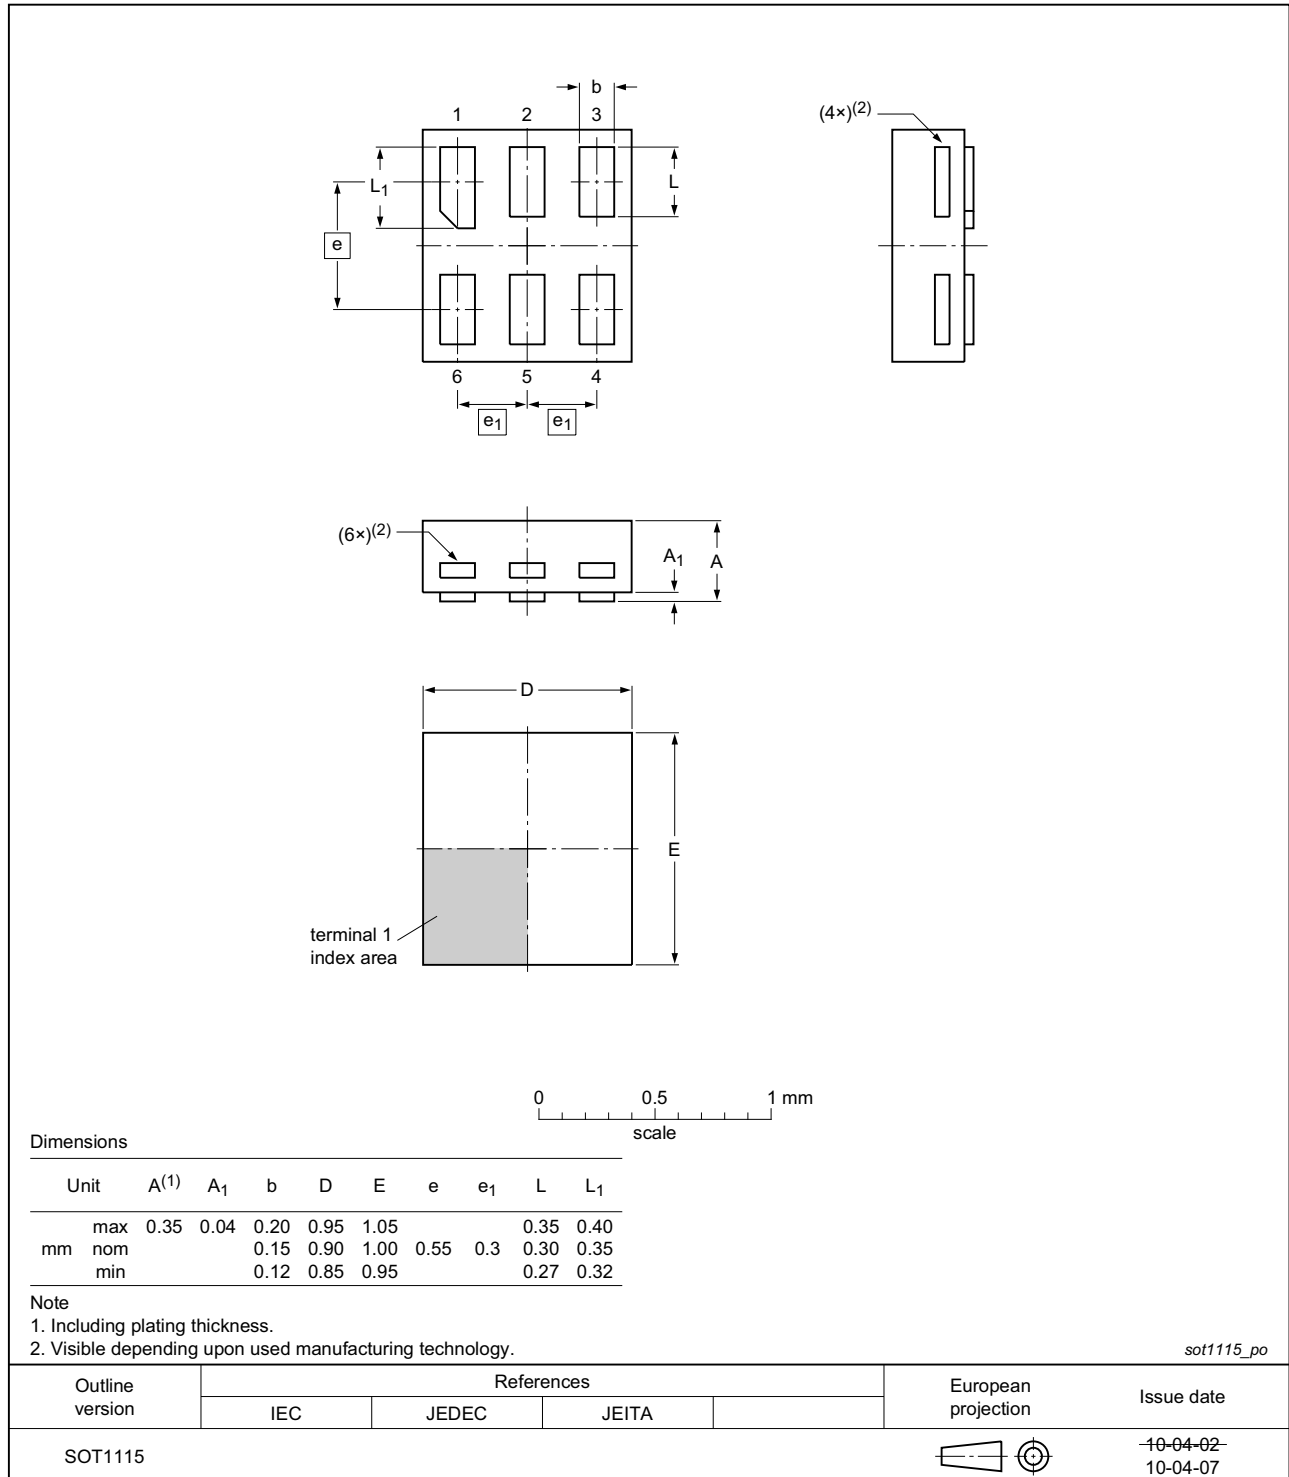 b
1 2 3
(4×)(2)
L1
L
e
6 5 4
e1 e1
(6×)(2)
A1 A
D
E
terminal 1
index area
0 0.5 1 mm
scale
Dimensions
Unit A(1) A1 b D E e e1 L L1
max 0.35 0.04 0.20 0.95 1.05 0.35 0.40
mm nom 0.15 0.90 1.00 0.55 0.3 0.30 0.35
min 0.12 0.85 0.95 0.27 0.32
Note
1. Including plating thickness.
2. Visible depending upon used manufacturing technology.
sot1115_po
Outline version
References
IEC JEDEC JEITA
European projection
Issue date
SOT1115
10-04-02
10-04-07